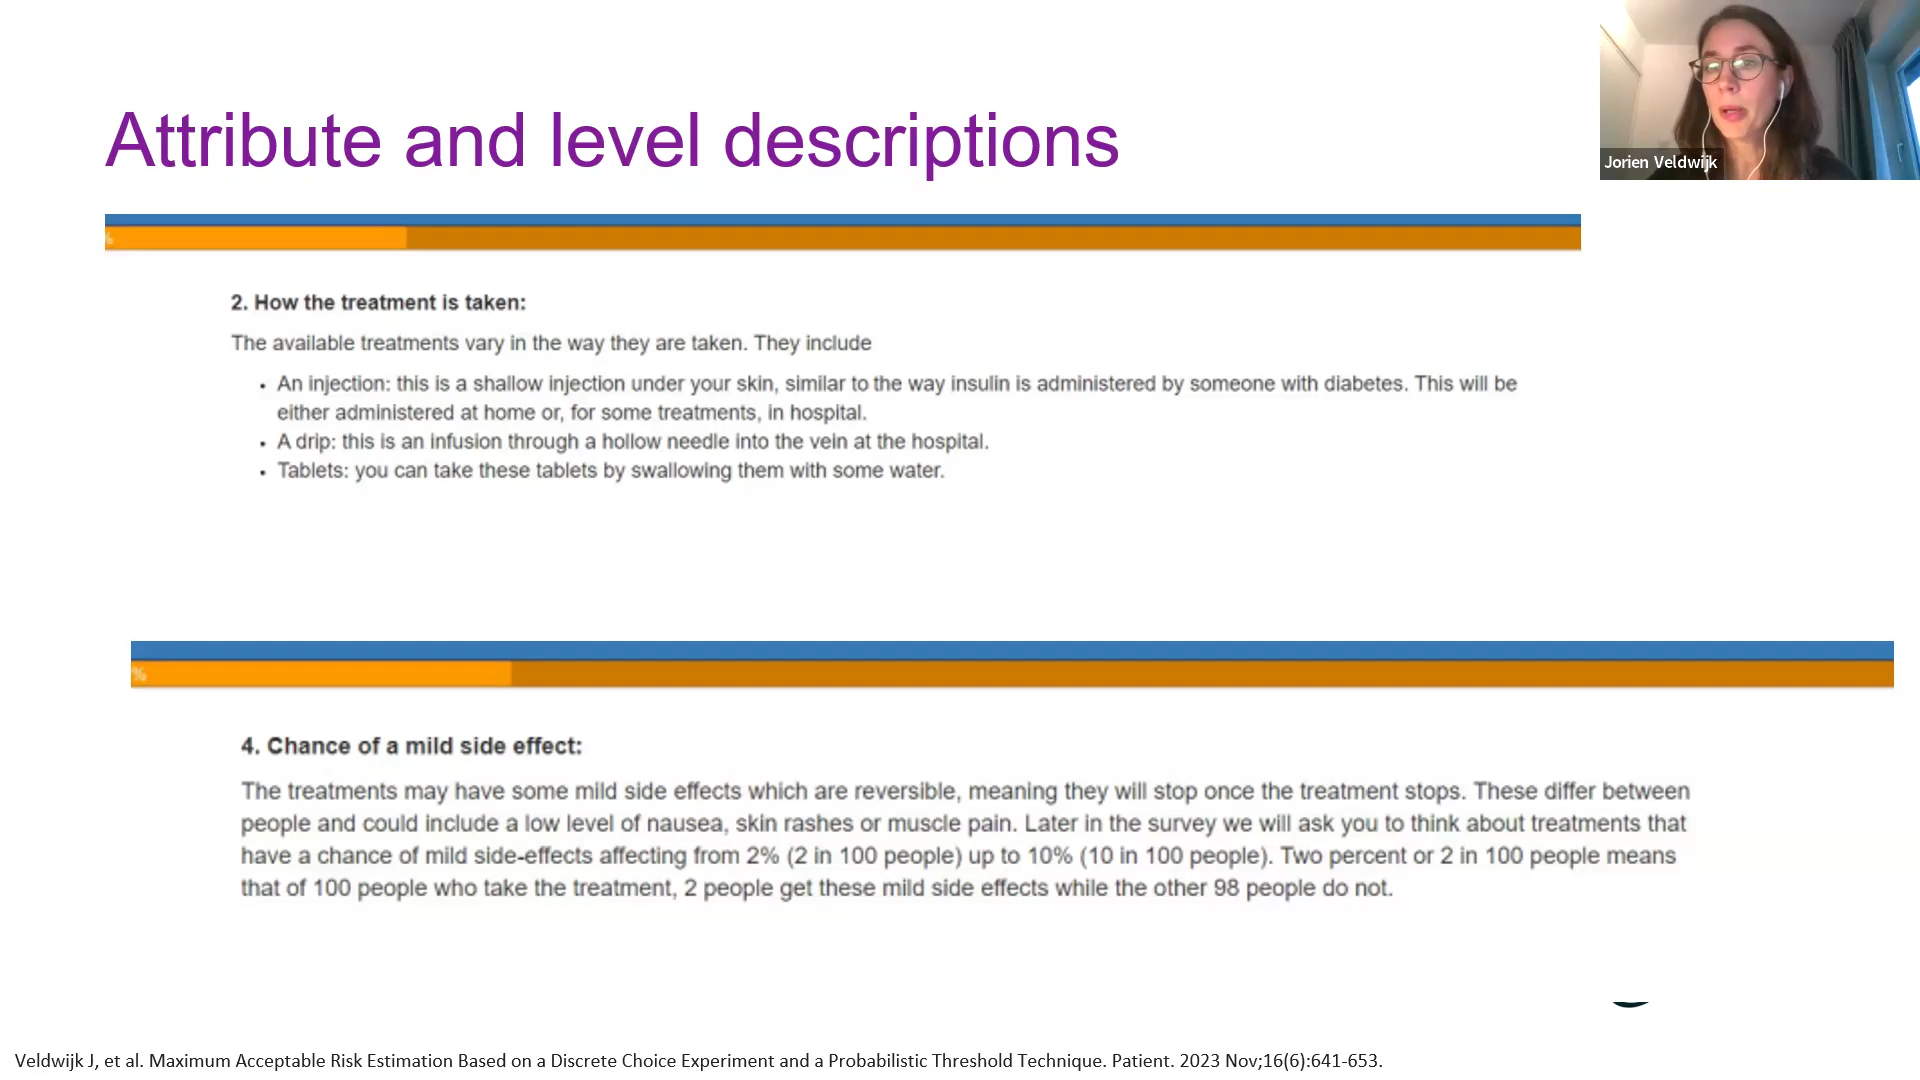 Attribute and level descriptions
Jorien Veldwijk
%
2. How the treatment is taken:
The available treatments vary in the way they are taken. They include
• An injection: this is a shallow injection under your skin, similar to the way insulin is administered by someone with diabetes. This will be
either administered at home or, for some treatments, in hospital.
• A drip: this is an infusion through a hollow needle into the vein at the hospital.
• Tablets: you can take these tablets by swallowing them with some water.
%
4. Chance of a mild side effect:
The treatments may have some mild side effects which are reversible, meaning they will stop once the treatment stops. These differ between
people and could include a low level of nausea, skin rashes or muscle pain. Later in the survey we will ask you to think about treatments that
have a chance of mild side-effects affecting from 2% (2 in 100 people) up to 10% (10 in 100 people). Two percent or 2 in 100 people means
that of 100 people who take the treatment, 2 people get these mild side effects while the other 98 people do not.
Veldwijk J, et al. Maximum Acceptable Risk Estimation Based on a Discrete Choice Experiment and a Probabilistic Threshold Technique. Patient. 2023 Nov;16(6):641-653.